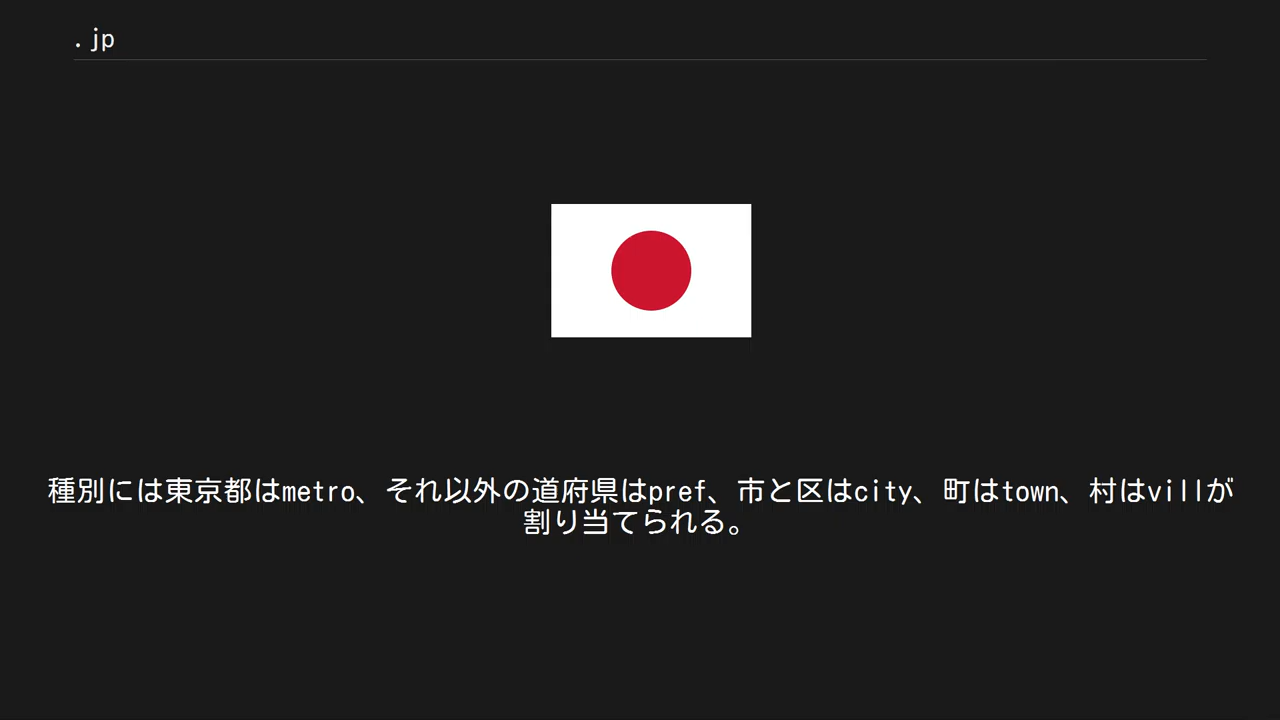 .jp
種別には東京都はmetro、それ以外の道府県はpref、市と区はcity、町はtown、村はvillが
割り当てられる。